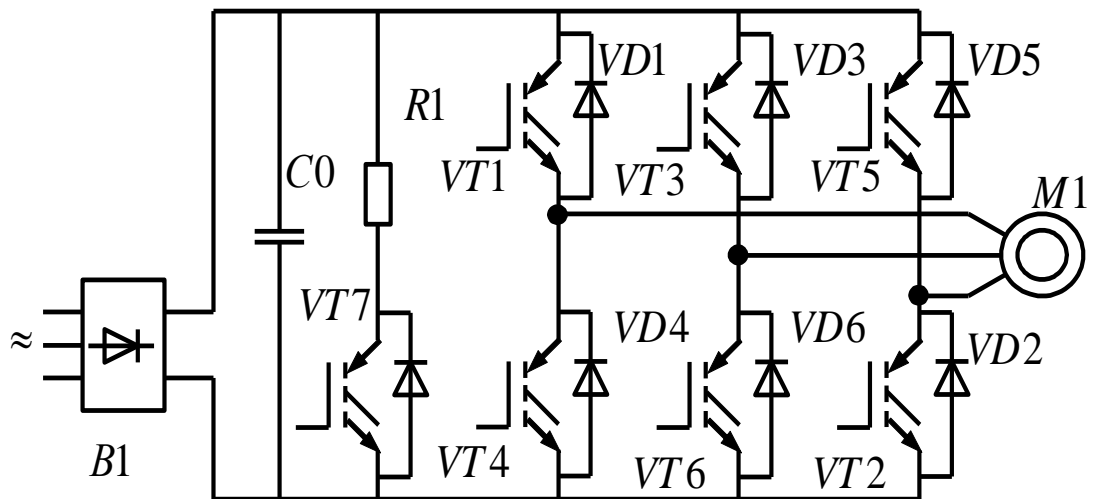 VD1
VD3
VD5
R1
C0
VT1
VT3
VT5
M1
VT7
≈
VD4
VD6
VD2
B1
VT4
VT6
VT2